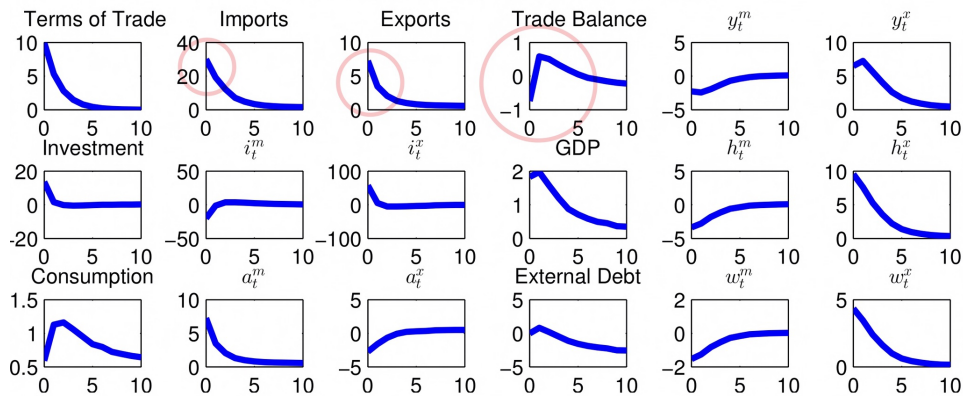 Terms of Trade Imports Exports Trade Balance y_t^m y_t^x
10 40 10 1 5 10
5 20 5 0 0 5
0 0 0 -1 -5 0
0 5 10 0 5 10 0 5 10 0 5 10 0 5 10 0 5 10
Investment i_t^m i_t^x GDP h_t^m h_t^x
20 50 100 2 5 10
0 0 0 1 0 5
-20 -50 -100 0 -5 0
0 5 10 0 5 10 0 5 10 0 5 10 0 5 10 0 5 10
Consumption a_t^m a_t^x External Debt w_t^m w_t^x
1.5 10 5 5 2 5
1 5 0 0 0
0.5 0 -5 -5 -2 0
0 5 10 0 5 10 0 5 10 0 5 10 0 5 10 0 5 10